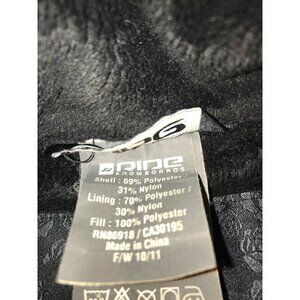 RIDE
SNOWBOARDS
Shell : 69% Polyester
31% Nylon
Lining : 70% Polyester /
30% Nylon
Fill : 100% Polyester
RN86918 / CA30195
Made in China
F/W 10/11